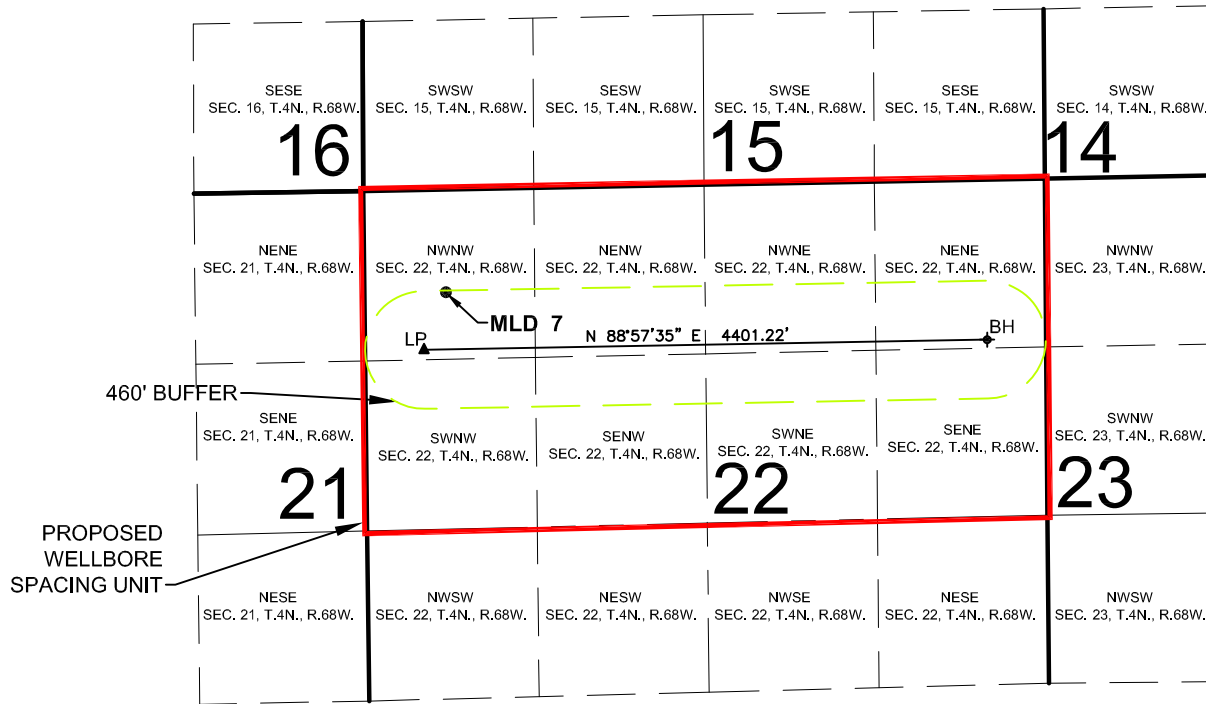 SESE
SEC. 16, T.4N., R.68W.
SWSW
SEC. 15, T.4N., R.68W.
SESW
SEC. 15, T.4N., R.68W.
SWSE
SEC. 15, T.4N., R.68W.
SESE
SEC. 15, T.4N., R.68W.
SWSW
SEC. 14, T.4N., R.68W.
16
15
14
NENE
SEC. 21, T.4N., R.68W.
NWNW
SEC. 22, T.4N., R.68W.
NENW
SEC. 22, T.4N., R.68W.
NWNE
SEC. 22, T.4N., R.68W.
NENE
SEC. 22, T.4N., R.68W.
NWNW
SEC. 23, T.4N., R.68W.
MLD 7
LP
N 88°57'35" E 4401.22'
BH
460' BUFFER
SENE
SEC. 21, T.4N., R.68W.
SWNW
SEC. 22, T.4N., R.68W.
SENW
SEC. 22, T.4N., R.68W.
SWNE
SEC. 22, T.4N., R.68W.
SENE
SEC. 22, T.4N., R.68W.
SWNW
SEC. 23, T.4N., R.68W.
21
22
23
PROPOSED
WELLBORE
SPACING UNIT
NESE
SEC. 21, T.4N., R.68W.
NWSW
SEC. 22, T.4N., R.68W.
NESW
SEC. 22, T.4N., R.68W.
NWSE
SEC. 22, T.4N., R.68W.
NESE
SEC. 22, T.4N., R.68W.
NWSW
SEC. 23, T.4N., R.68W.